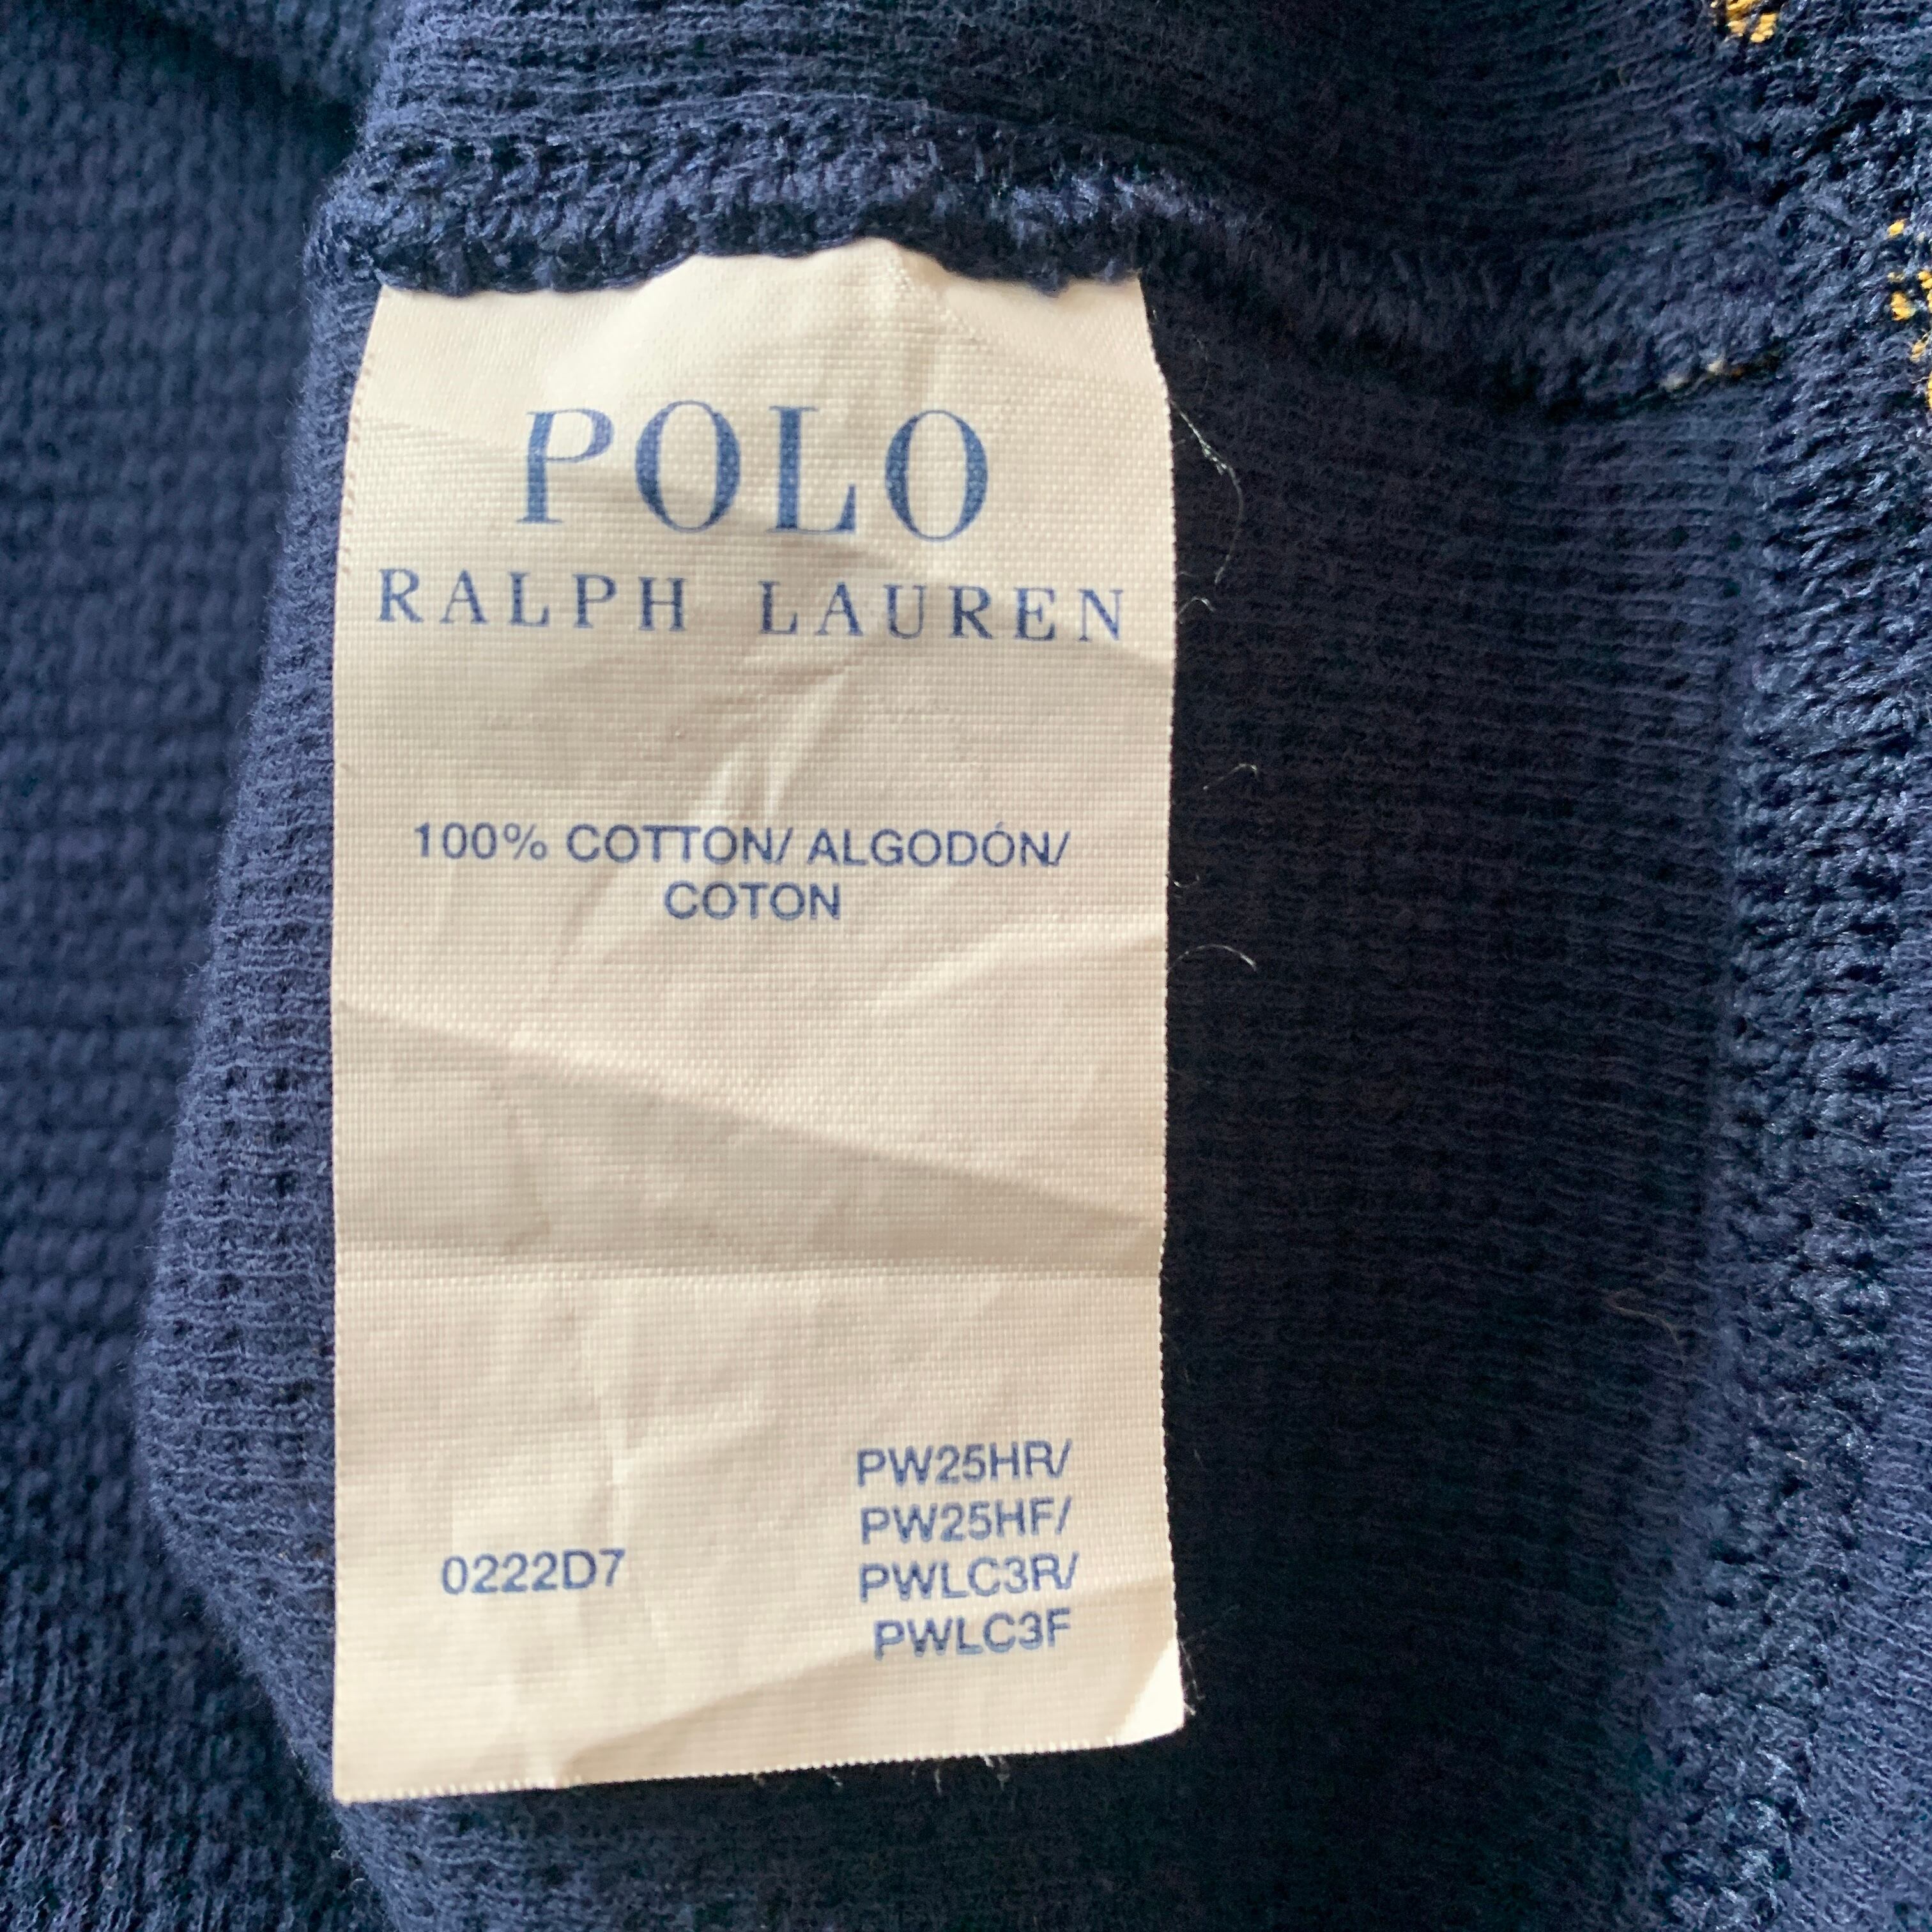 POLO
RALPH LAUREN
100% COTTON/ ALGODÓN/
COTON
PW25HR/
PW25HF/
0222D7 PWLC3R/
PWLC3F